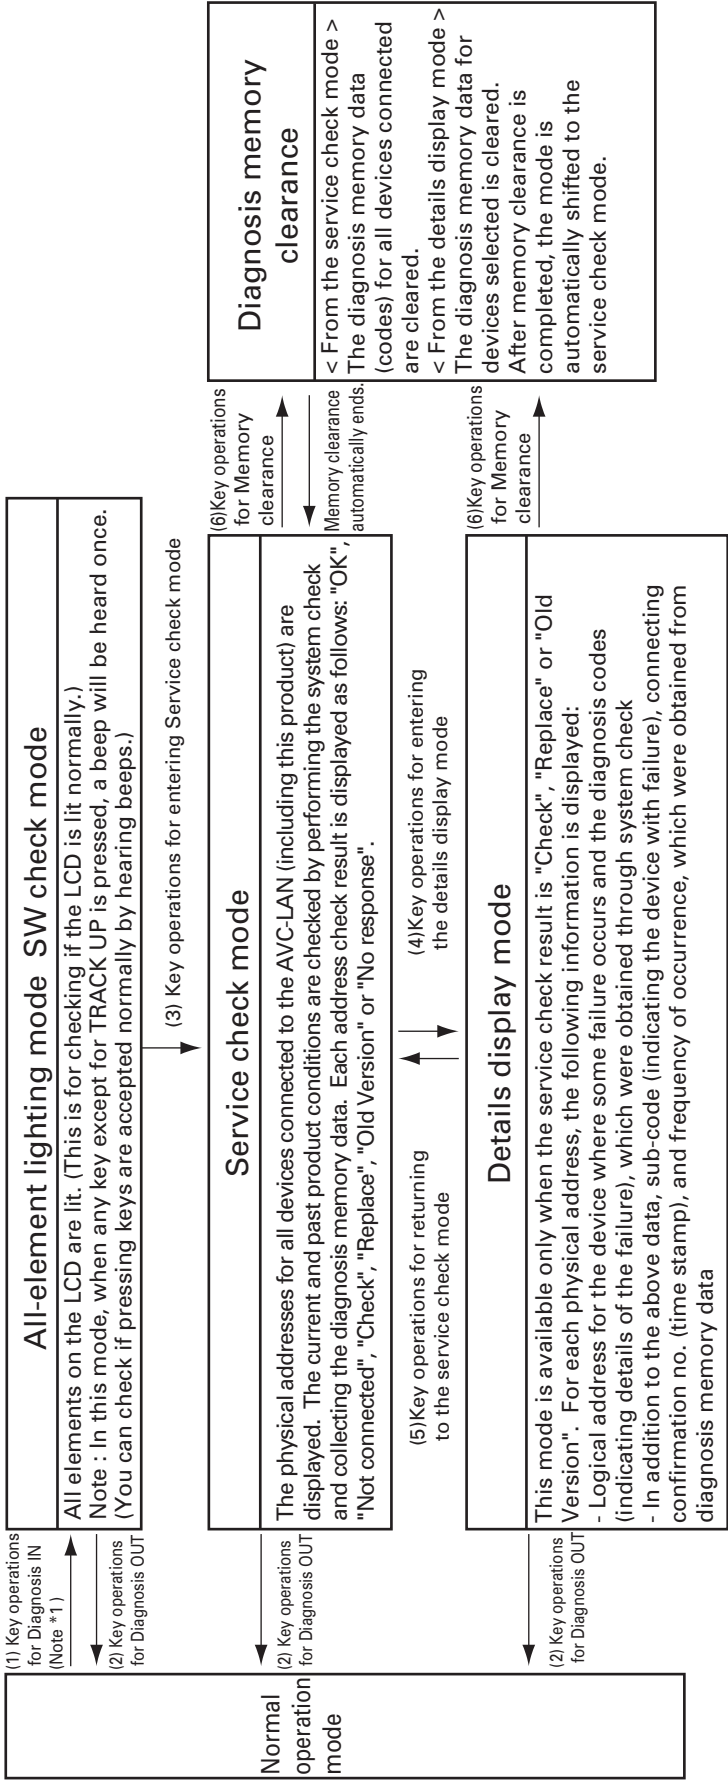 Normal
operation
mode
(1) Key operations
for Diagnosis IN
(Note *1 )
(2) Key operations
for Diagnosis OUT
All-element lighting mode  SW check mode
All elements on the LCD are lit. (This is for checking if the LCD is lit normally.)
Note : In this mode, when any key except for TRACK UP is pressed, a beep will be heard once.
(You can check if pressing keys are accepted normally by hearing beeps.)
(3) Key operations for entering Service check mode
(2) Key operations
for Diagnosis OUT
Service check mode
The physical addresses for all devices connected to the AVC-LAN (including this product) are
displayed.  The current and past product conditions are checked by performing the system check
and collecting the diagnosis memory data.  Each address check result is displayed as follows: "OK",
"Not connected", "Check", "Replace", "Old Version" or "No response".
(6)Key operations
for Memory
clearance
Memory clearance
automatically ends.
Diagnosis memory
clearance
< From the service check mode >
The diagnosis memory data
(codes) for all devices connected
are cleared.
< From the details display mode >
The diagnosis memory data for
devices selected is cleared.
After memory clearance is
completed, the mode is
automatically shifted to the
service check mode.
(5)Key operations for returning
to the service check mode
(4)Key operations for entering
the details display mode
(2) Key operations
for Diagnosis OUT
Details display mode
This mode is available only when the service check result is "Check", "Replace" or "Old
Version".  For each physical address, the following information is displayed:
- Logical address for the device where some failure occurs and the diagnosis codes
(indicating details of the failure), which were obtained through system check
- In addition to the above data, sub-code (indicating the device with failure), connecting
confirmation no. (time stamp), and frequency of occurrence, which were obtained from
diagnosis memory data
(6)Key operations
for Memory
clearance